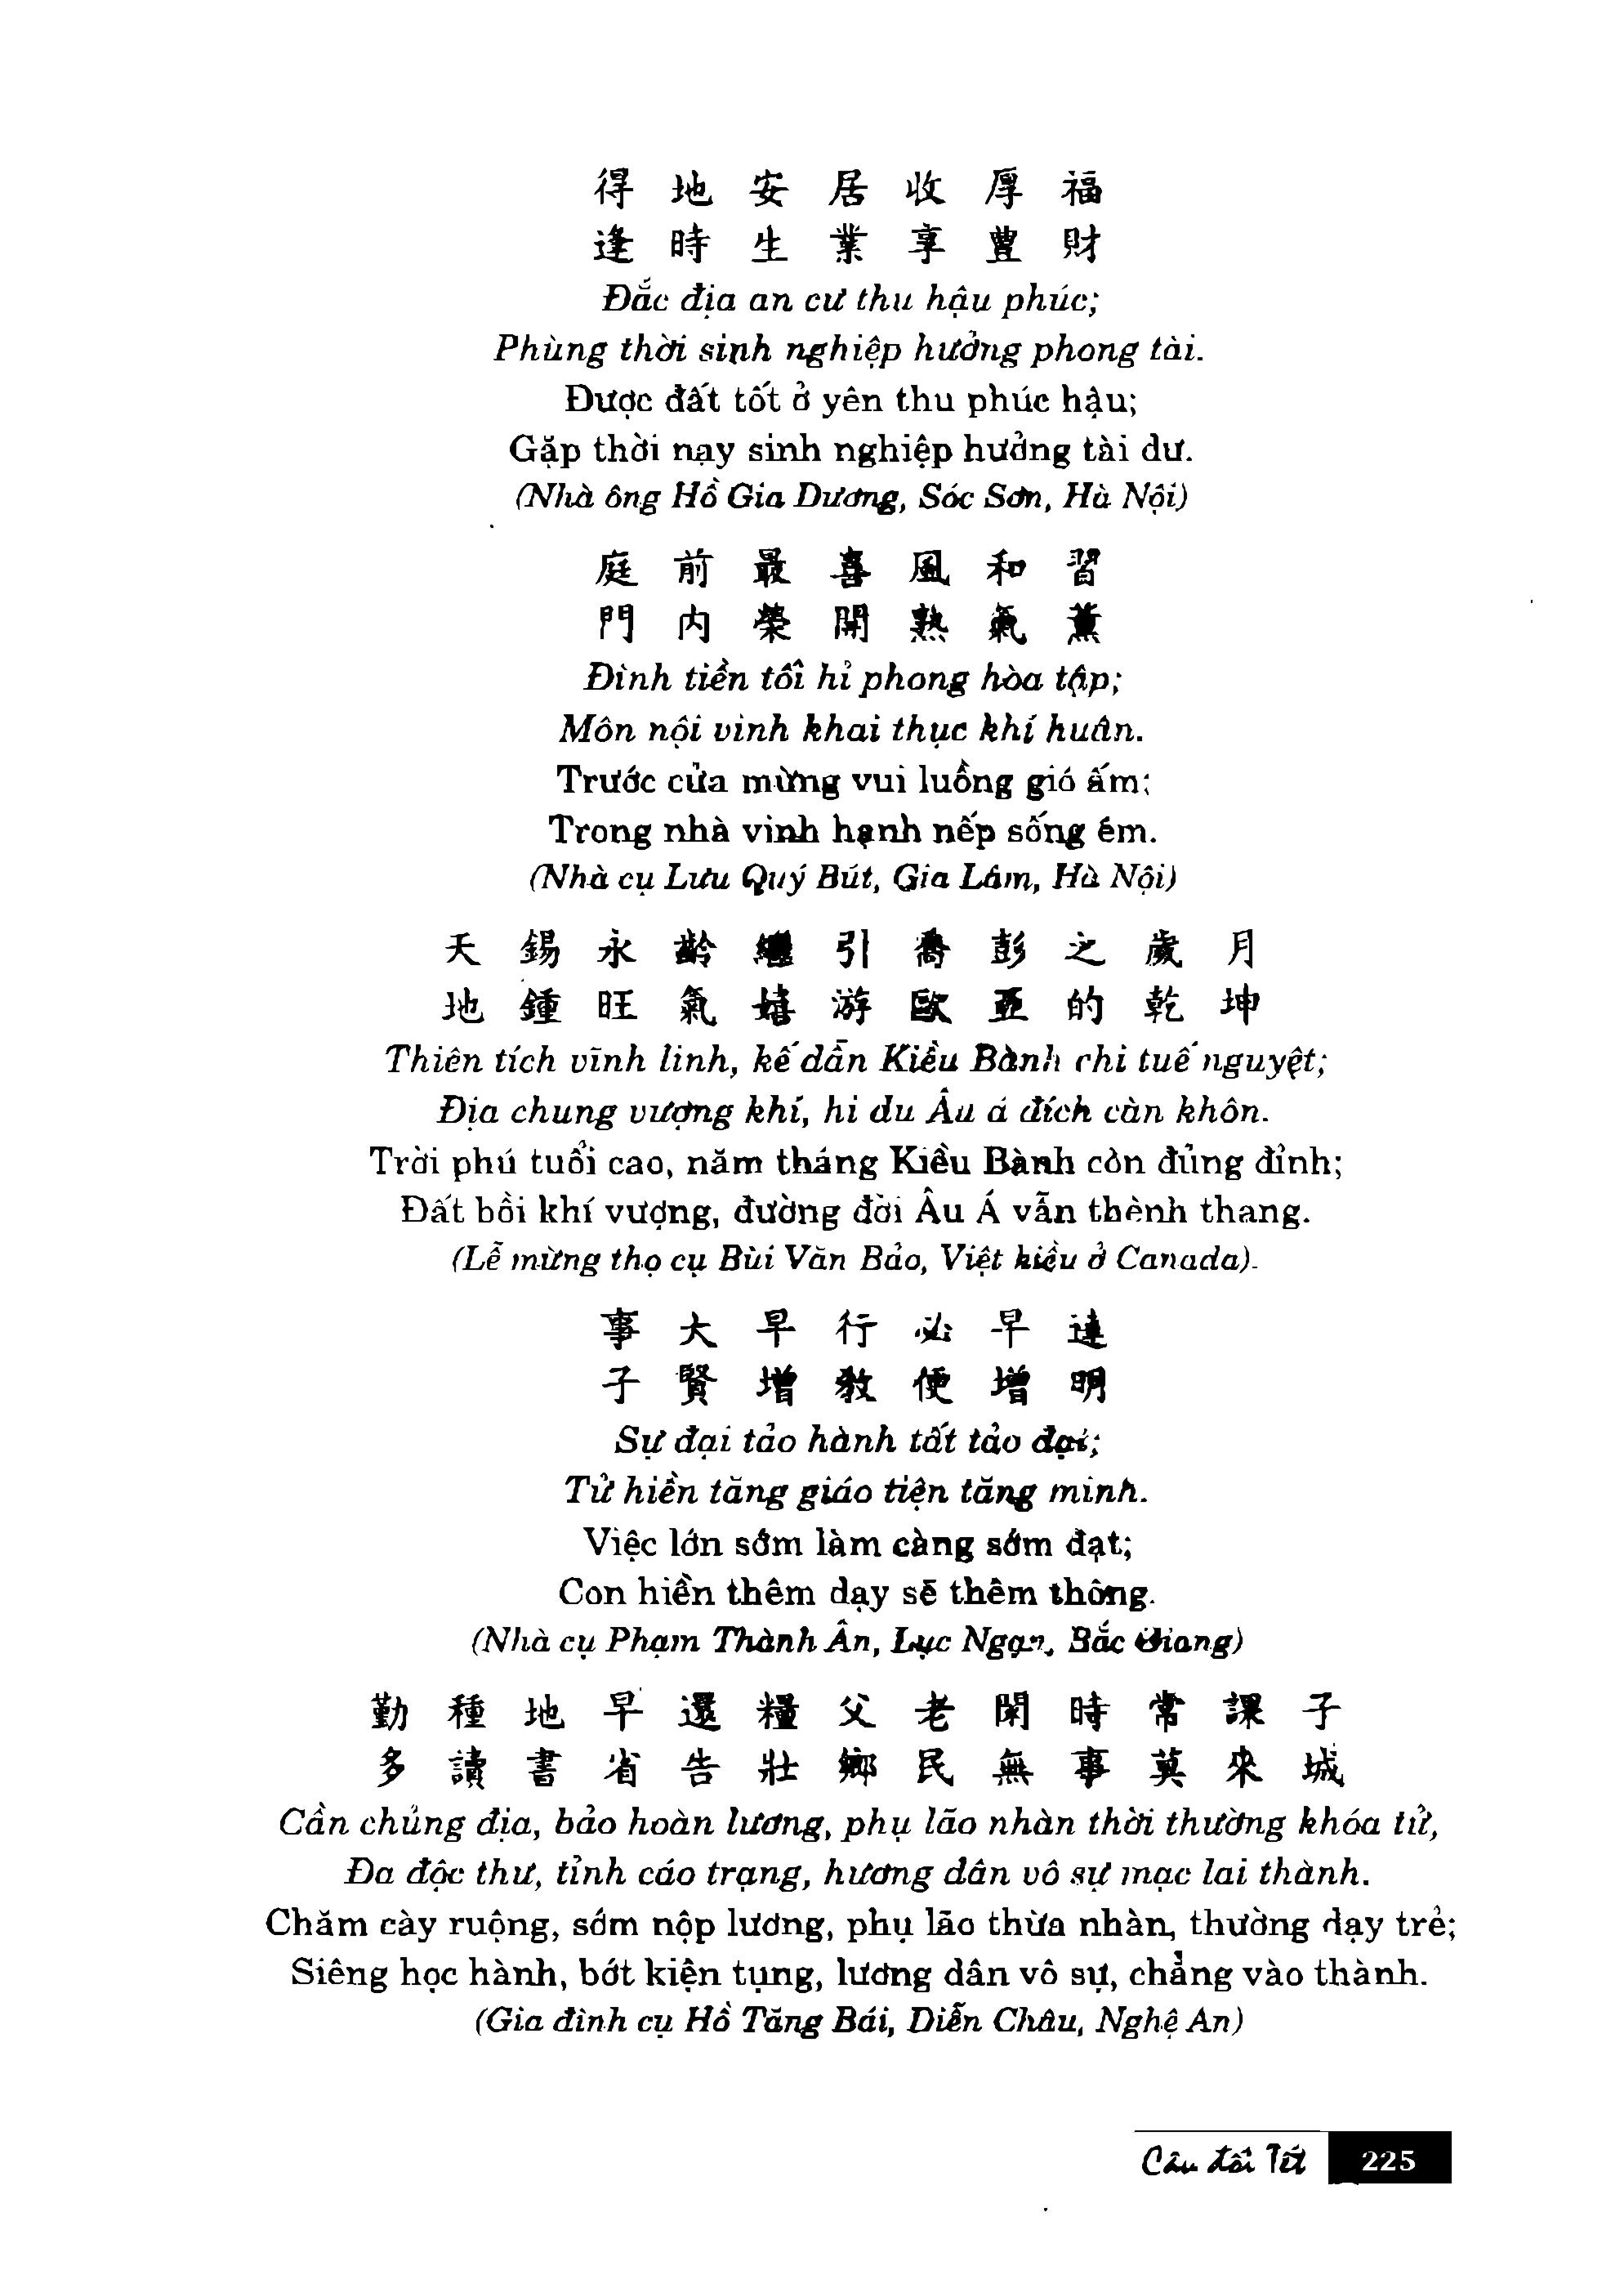 得 地 安 居 收 厚 福
逢 時 生 業 享 豊 財
Đắc địa an cư thu hậu phúc;
Phùng thời sinh nghiệp hưởng phong tài.
Được đất tốt ở yên thu phúc hậu;
Gặp thời nay sinh nghiệp hưởng tài dư.
(Nhà ông Hồ Gia Dương, Sóc Sơn, Hà Nội)
庭 前 最 喜 風 和 習
門 内 榮 開 熟 氣 薰
Đình tiền tối hỉ phong hòa tập;
Môn nội vinh khai thục khí huân.
Trước cửa mừng vui luồng gió ấm;
Trong nhà vinh hạnh nếp sống êm.
(Nhà cụ Lưu Quý Bút, Gia Lâm, Hà Nội)
天 錫 永 齡 繼 引 喬 彭 之 歲 月
地 鍾 旺 氣 嬉 游 歐 亞 的 乾 坤
Thiên tích vĩnh linh, kế dẫn Kiều Bành chi tuế nguyệt;
Địa chung vượng khí, hi du Âu á đích càn khôn.
Trời phú tuổi cao, năm tháng Kiều Bành còn đủng đỉnh;
Đất bồi khí vượng, đường đời Âu Á vẫn thênh thang.
(Lễ mừng thọ cụ Bùi Văn Bảo, Việt kiều ở Canada).
事 大 早 行 必 早 達
子 賢 增 教 便 增 明
Sự đại tảo hành tất tảo đạt;
Tử hiền tăng giáo tiện tăng minh.
Việc lớn sớm làm càng sớm đạt;
Con hiền thêm dạy sẽ thêm thông.
(Nhà cụ Phạm Thành Ân, Lục Ngạn, Bắc Giang)
勤 種 地 早 還 糧 父 老 閑 時 常 課 子
多 讀 書 省 告 壯 鄉 民 無 事 莫 來 城
Cần chủng địa, bảo hoàn lương, phụ lão nhàn thời thường khóa tử,
Đa độc thư, tỉnh cáo trạng, hương dân vô sự mạc lai thành.
Chăm cày ruộng, sớm nộp lương, phụ lão thừa nhàn, thường dạy trẻ;
Siêng học hành, bớt kiện tụng, lương dân vô sự, chẳng vào thành.
(Gia đình cụ Hồ Tăng Bái, Diễn Châu, Nghệ An)
Câu đối Tết 225